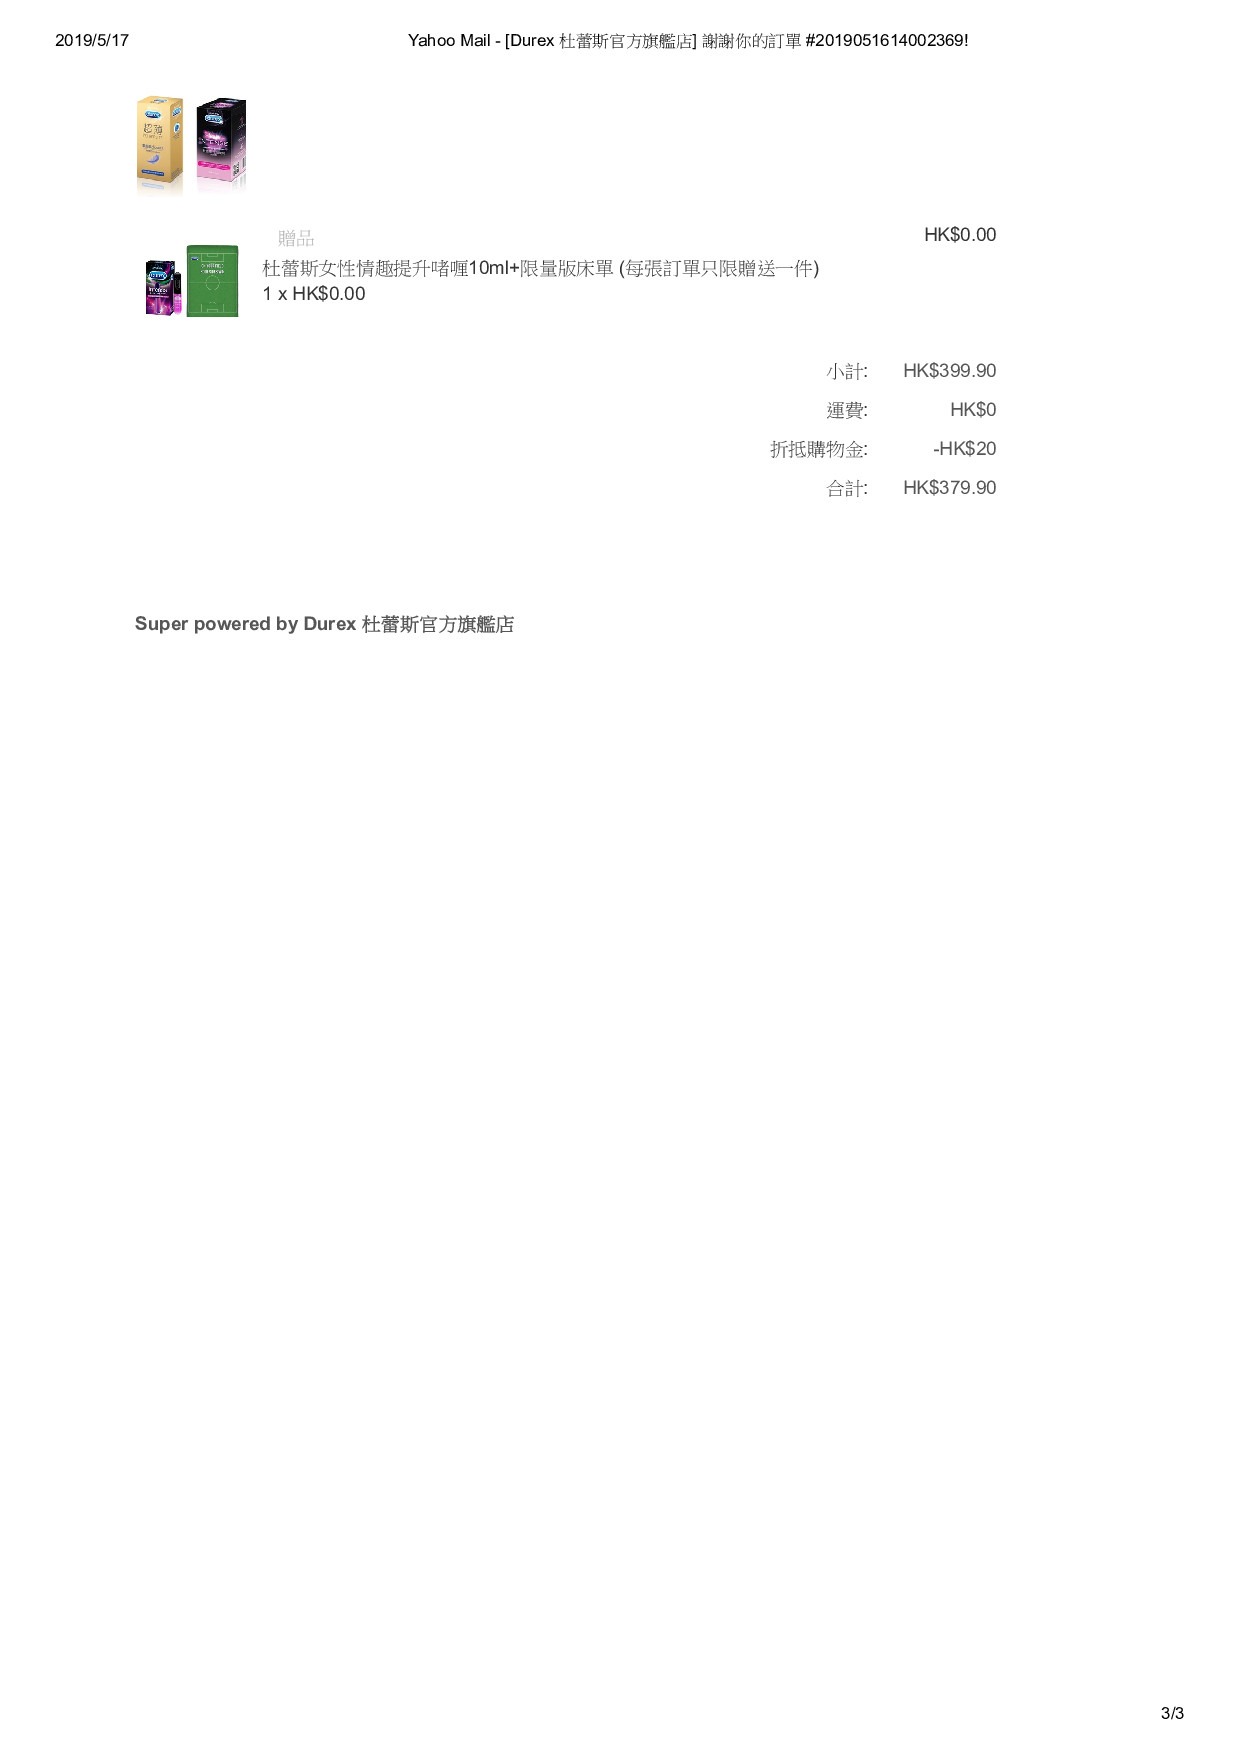 2019/5/17 Yahoo Mail - [Durex 杜蕾斯官方旗艦店] 謝謝你的訂單 #2019051614002369!
durex durex
超薄
贈品 HK$0.00
杜蕾斯女性情趣提升啫喱10ml+限量版床單 (每張訂單只限贈送一件)
1 x HK$0.00
小計: HK$399.90
運費: HK$0
折抵購物金: -HK$20
合計: HK$379.90
Super powered by Durex 杜蕾斯官方旗艦店
3/3